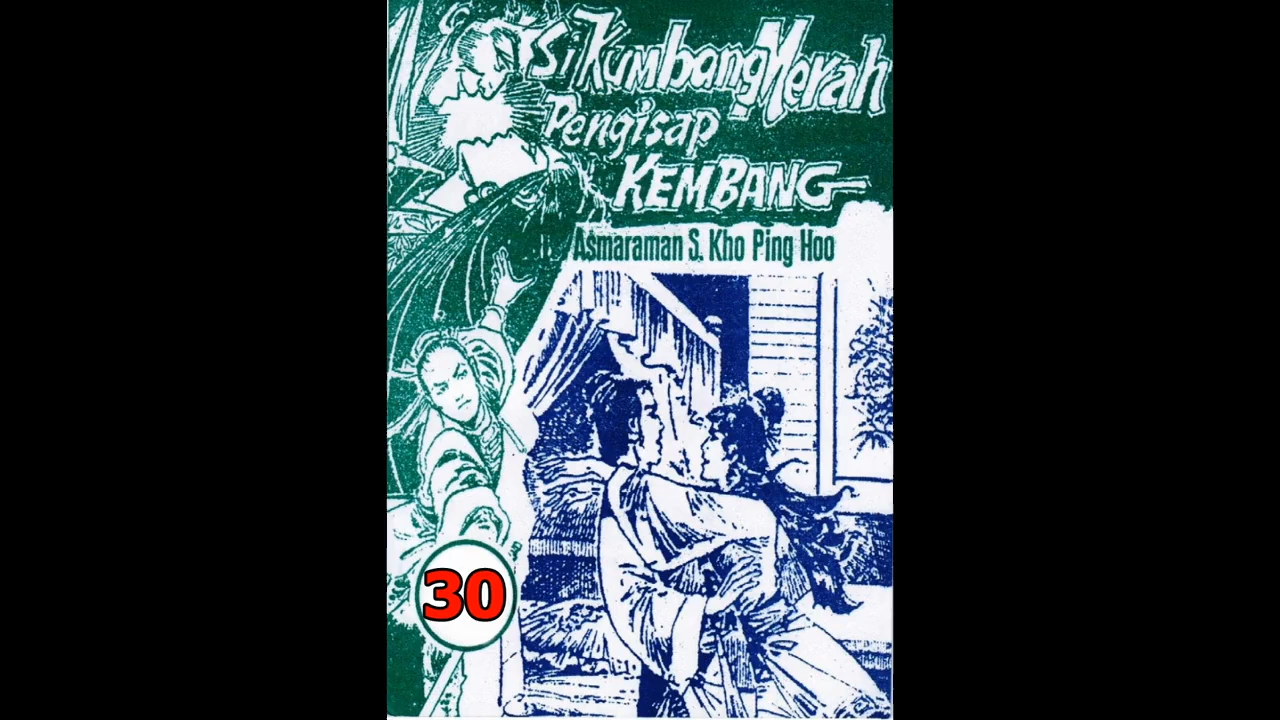 Si Kumbang Merah
Pengisap
KEMBANG
Asmaraman S. Kho Ping Hoo
30